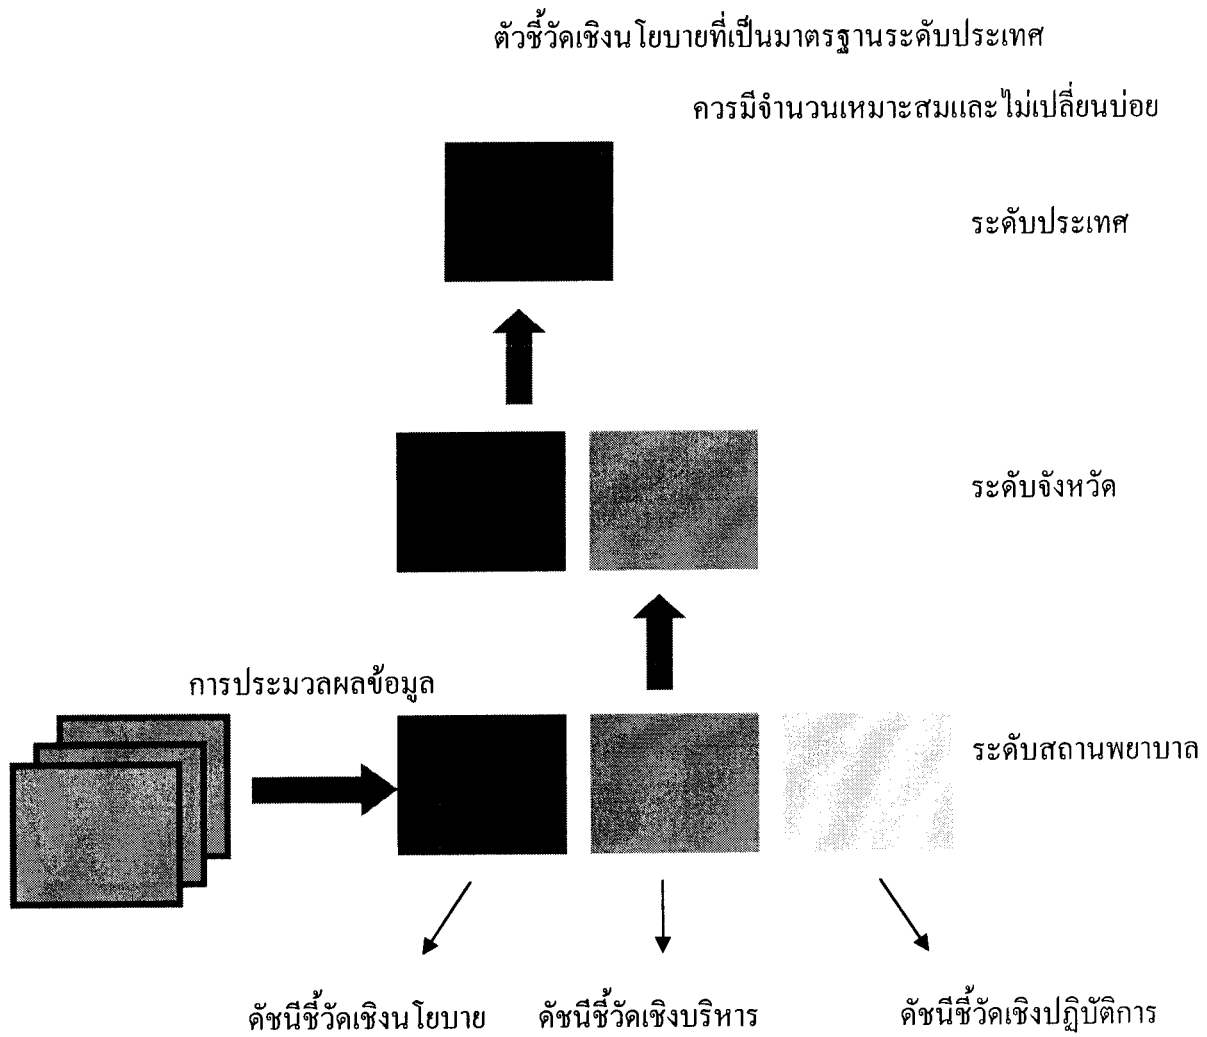 ตัวชี้วัดเชิงนโยบายที่เป็นมาตรฐานระดับประเทศ
ควรมีจำนวนเหมาะสมและไม่เปลี่ยนบ่อย
ระดับประเทศ
ระดับจังหวัด
การประมวลผลข้อมูล
ระดับสถานพยาบาล
ดัชนีชี้วัดเชิงนโยบาย
ดัชนีชี้วัดเชิงบริหาร
ดัชนีชี้วัดเชิงปฏิบัติการ